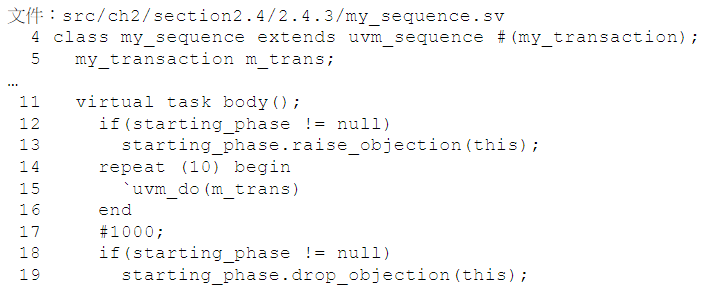 文件：src/ch2/section2.4/2.4.3/my_sequence.sv
4 class my_sequence extends uvm_sequence #(my_transaction);
5   my_transaction m_trans;
…
11   virtual task body();
12     if(starting_phase != null)
13       starting_phase.raise_objection(this);
14     repeat (10) begin
15       `uvm_do(m_trans)
16     end
17     #1000;
18     if(starting_phase != null)
19       starting_phase.drop_objection(this);